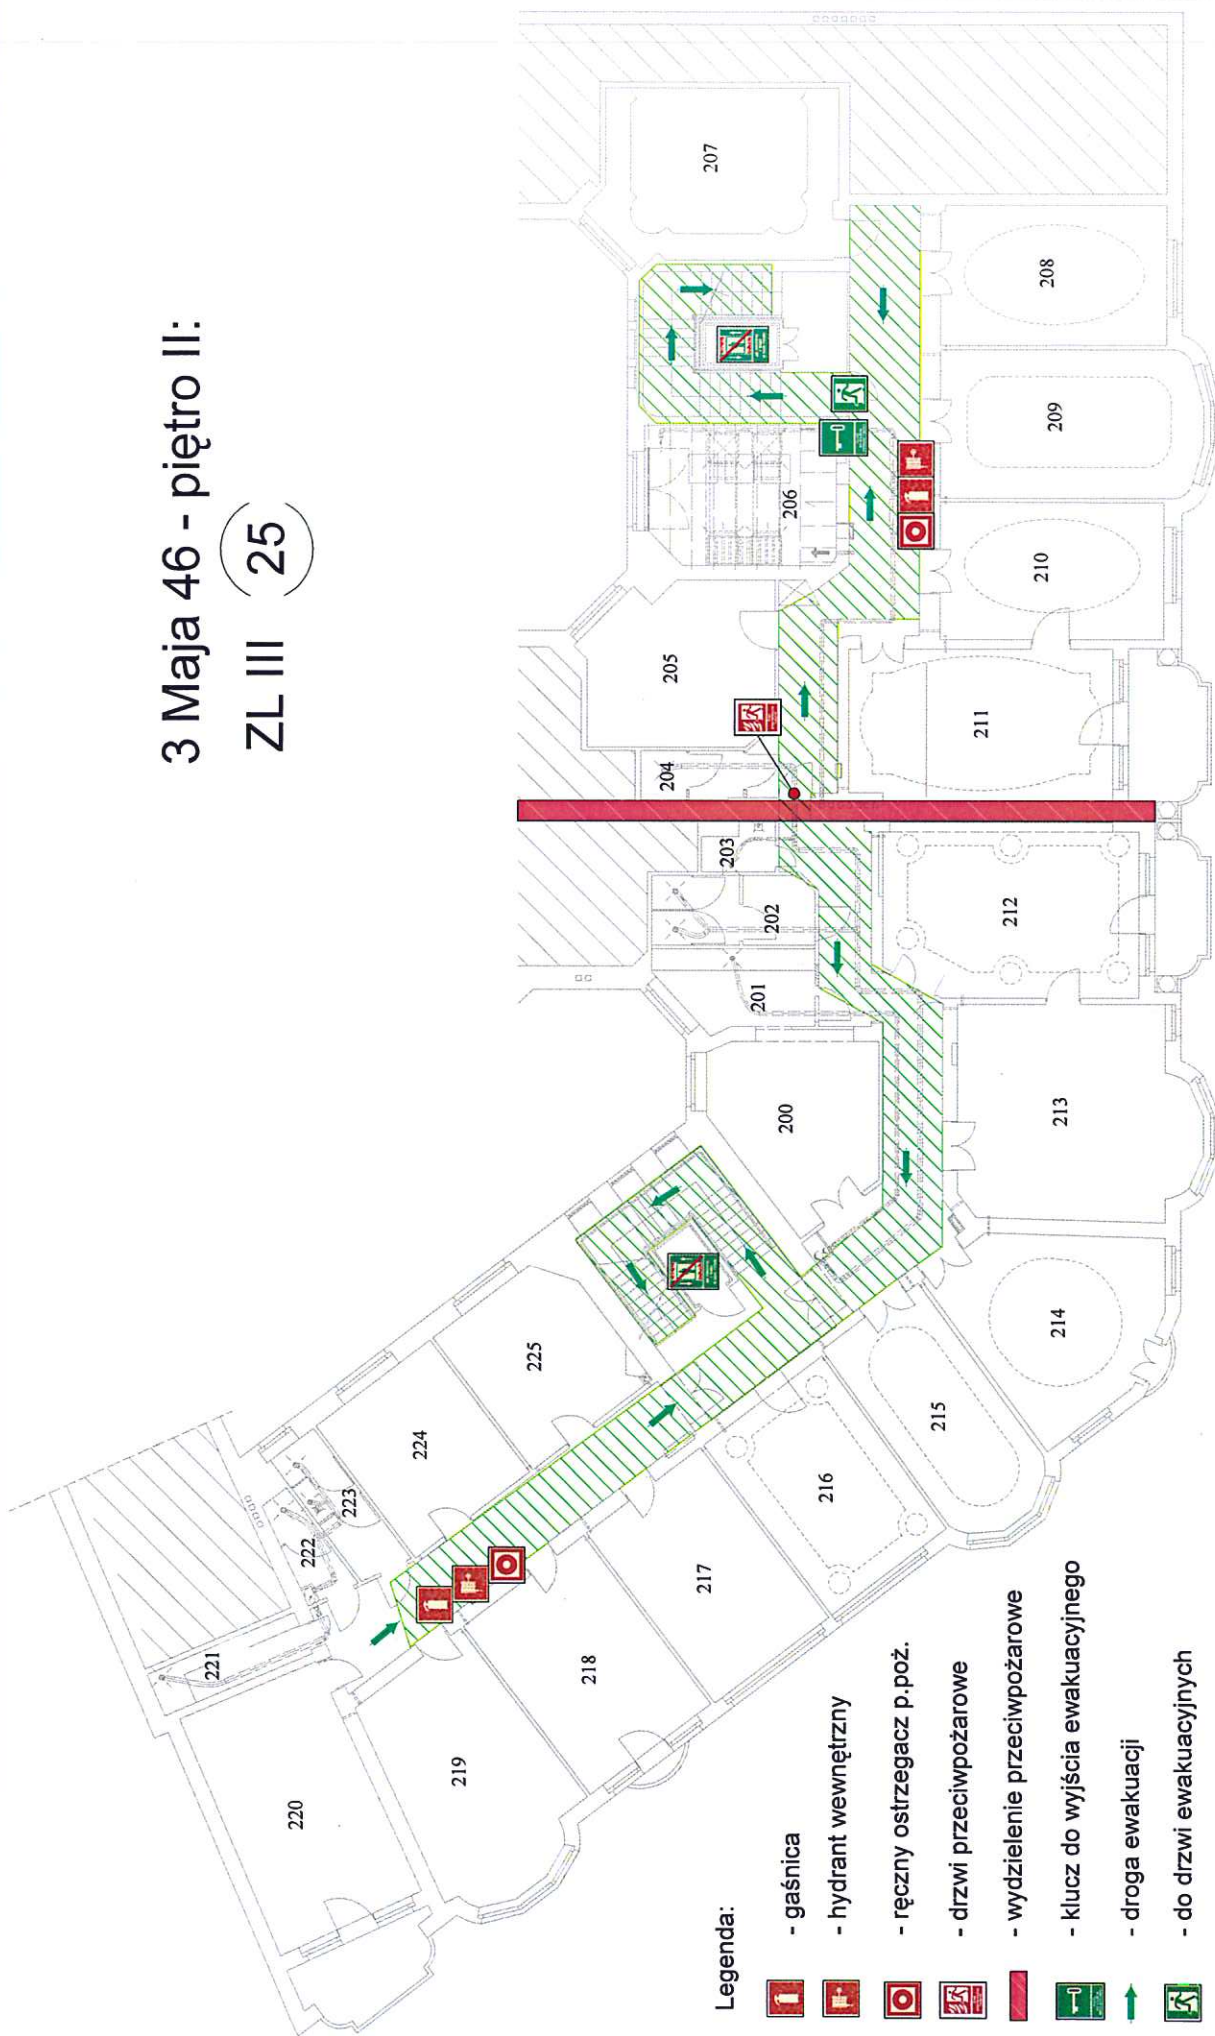 3 Maja 46 - piętro II:
ZL III 25
207
208
209
206
210
205
211
204
203
202
212
201
200
213
214
225
215
224
216
223
222
217
221
218
219
220
Legenda:
- gaśnica
- hydrant wewnętrzny
- ręczny ostrzegacz p.poż.
- drzwi przeciwpożarowe
- wydzielenie przeciwpożarowe
- klucz do wyjścia ewakuacyjnego
- droga ewakuacji
- do drzwi ewakuacyjnych